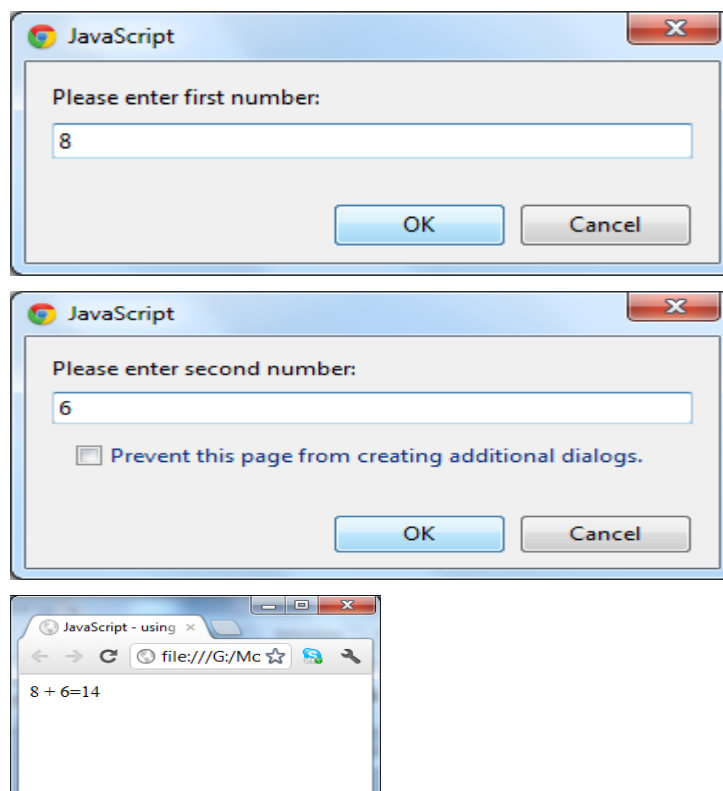 JavaScript
Please enter first number:
8
OK Cancel
JavaScript
Please enter second number:
6
Prevent this page from creating additional dialogs.
OK Cancel
JavaScript - using
file:///G:/Mc
8 + 6=14